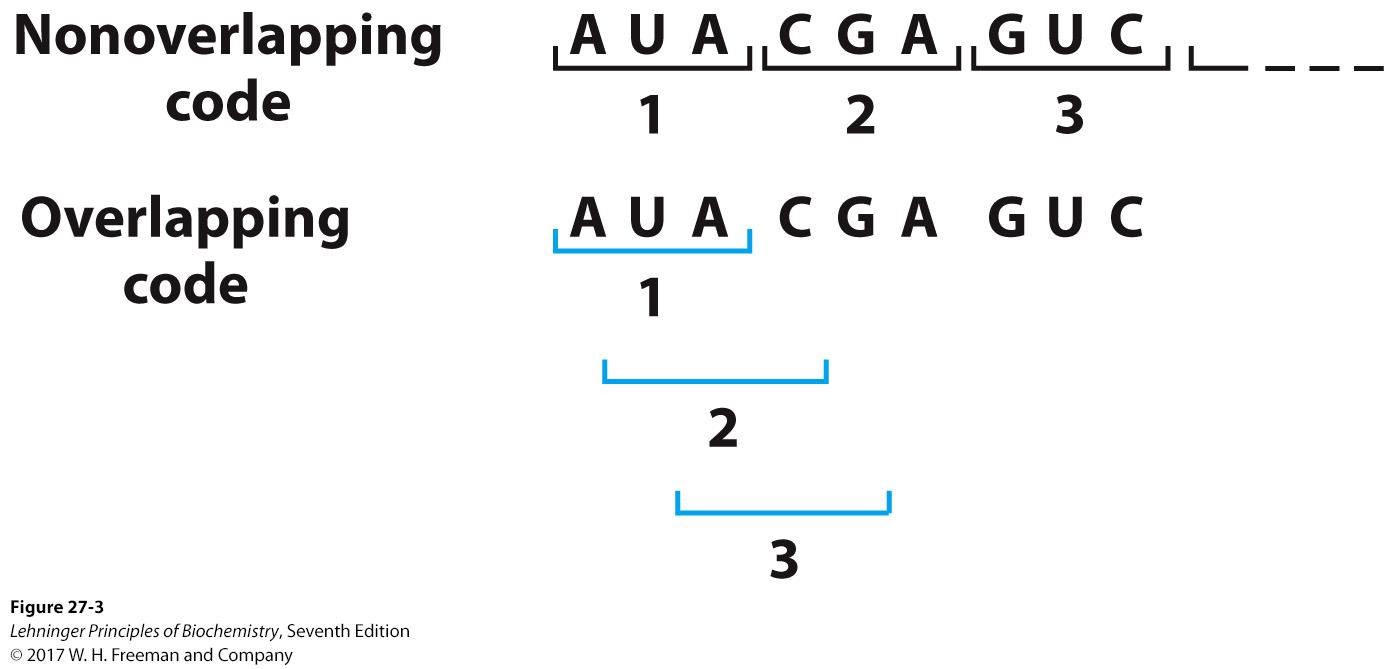 Nonoverlapping A U A C G A G U C
code 1 2 3
Overlapping A U A C G A G U C
code 1
2
3
Figure 27-3
Lehninger Principles of Biochemistry, Seventh Edition
© 2017 W. H. Freeman and Company